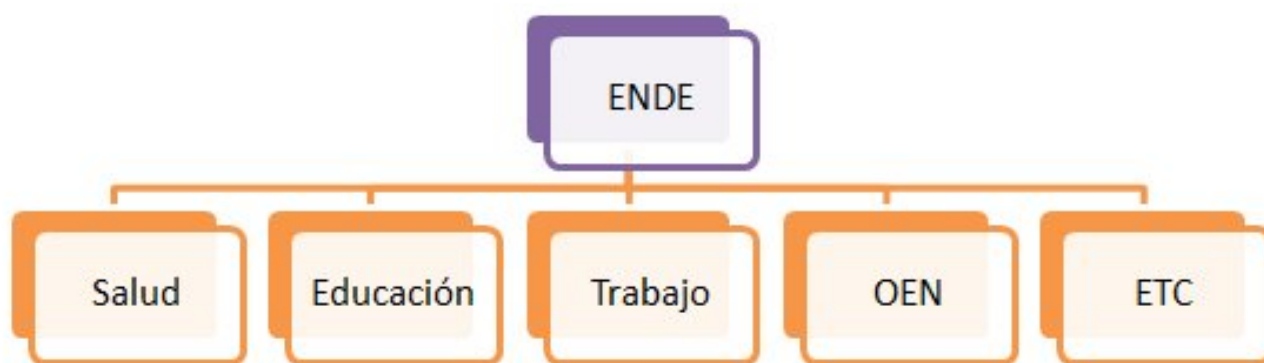 ENDE
Salud
Educación
Trabajo
OEN
ETC